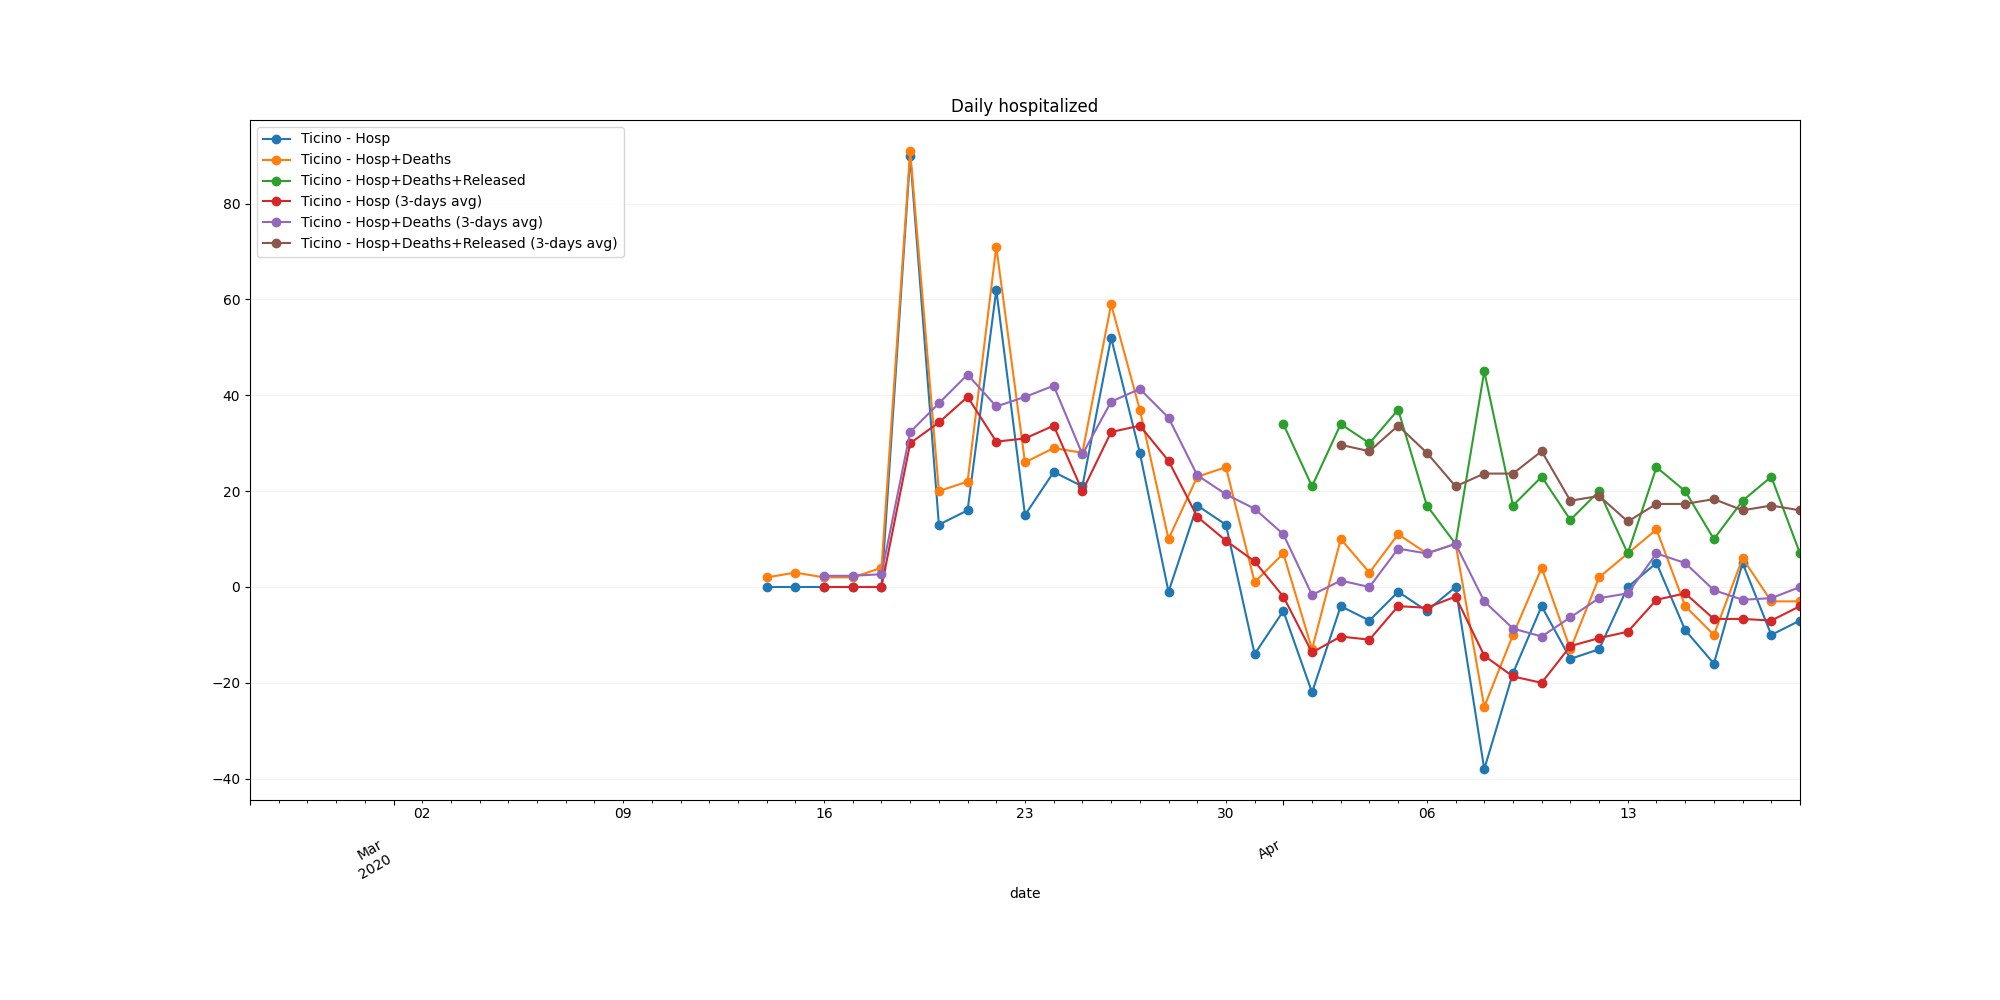 Daily hospitalized
Ticino - Hosp
Ticino - Hosp+Deaths
Ticino - Hosp+Deaths+Released
Ticino - Hosp (3-days avg)
Ticino - Hosp+Deaths (3-days avg)
Ticino - Hosp+Deaths+Released (3-days avg)
80
60
40
20
0
−20
−40
02 09 16 23 30 06 13
Mar Apr
2020
date